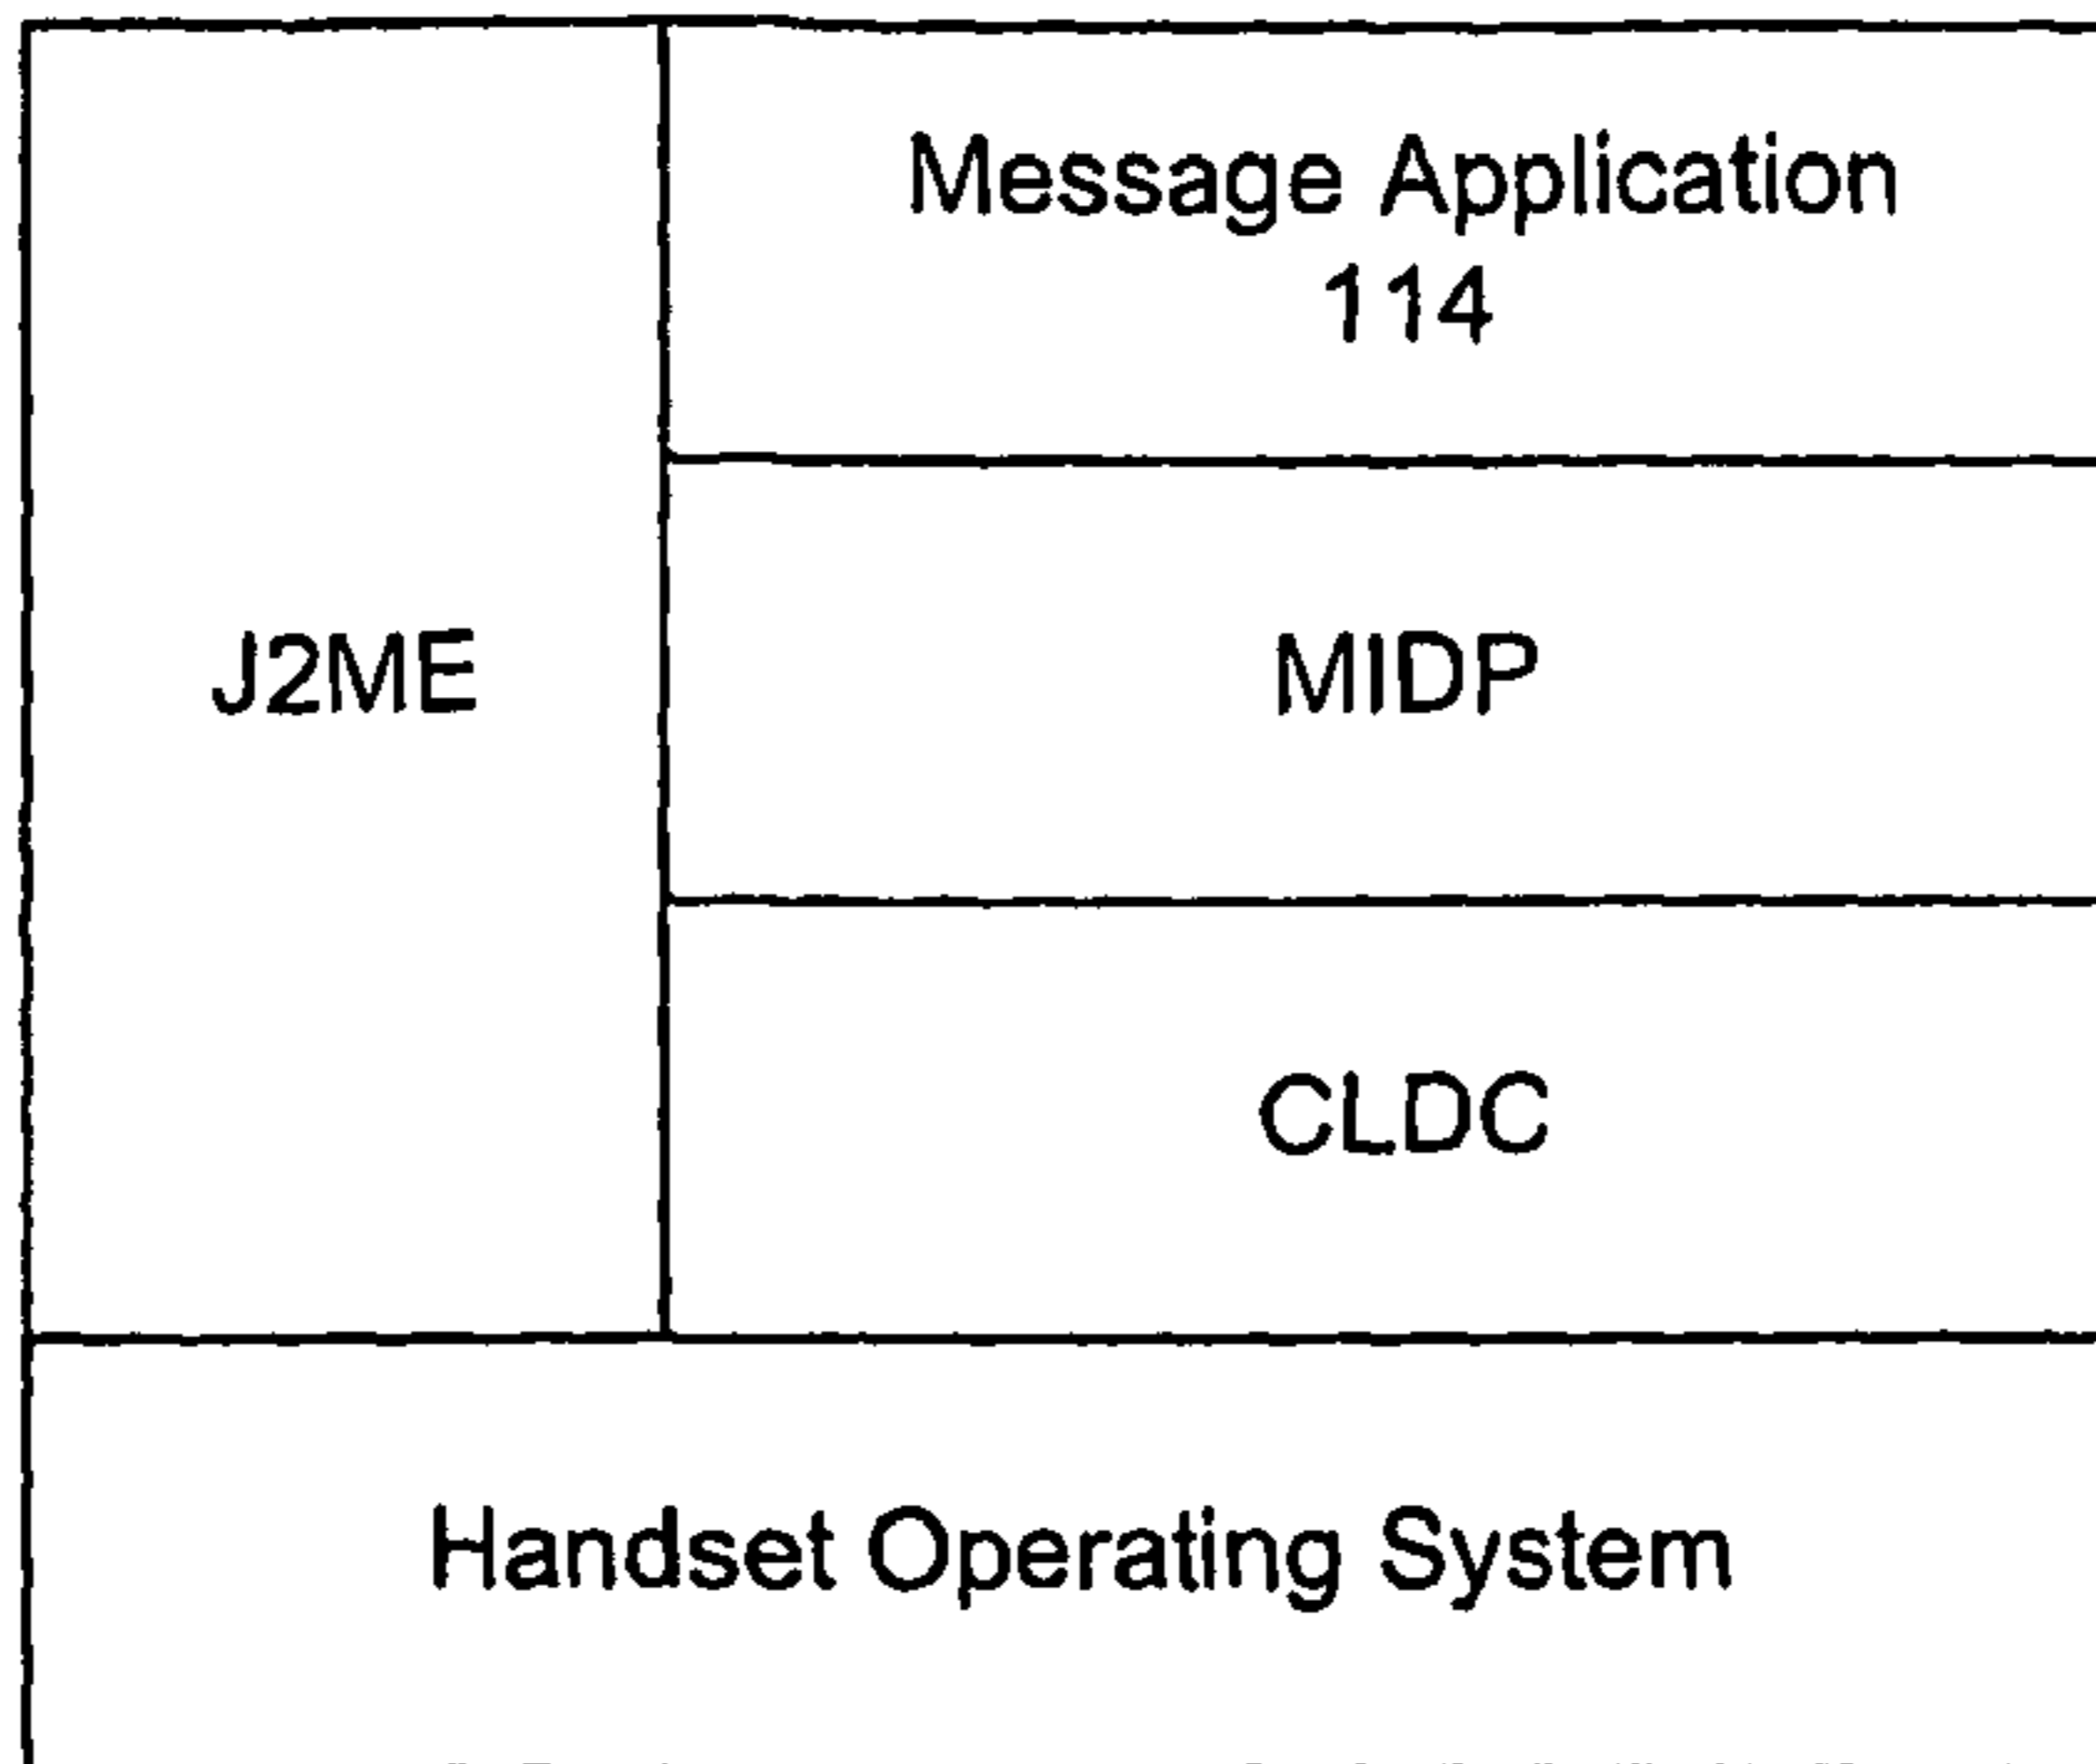 Message Application
114
J2ME
MIDP
CLDC
Handset Operating System